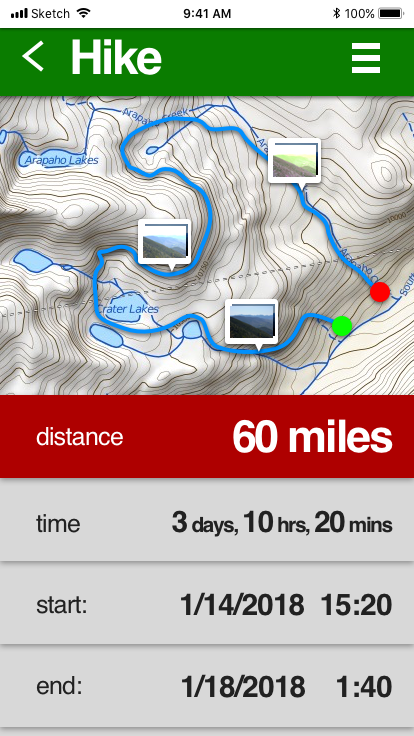 Sketch 9:41 AM 100%
Hike
Arapaho Creek
Arapaho Lakes
10000
Arapaho
Crater Lakes
South
distance 60 miles
time 3 days, 10 hrs, 20 mins
start: 1/14/2018 15:20
end: 1/18/2018 1:40